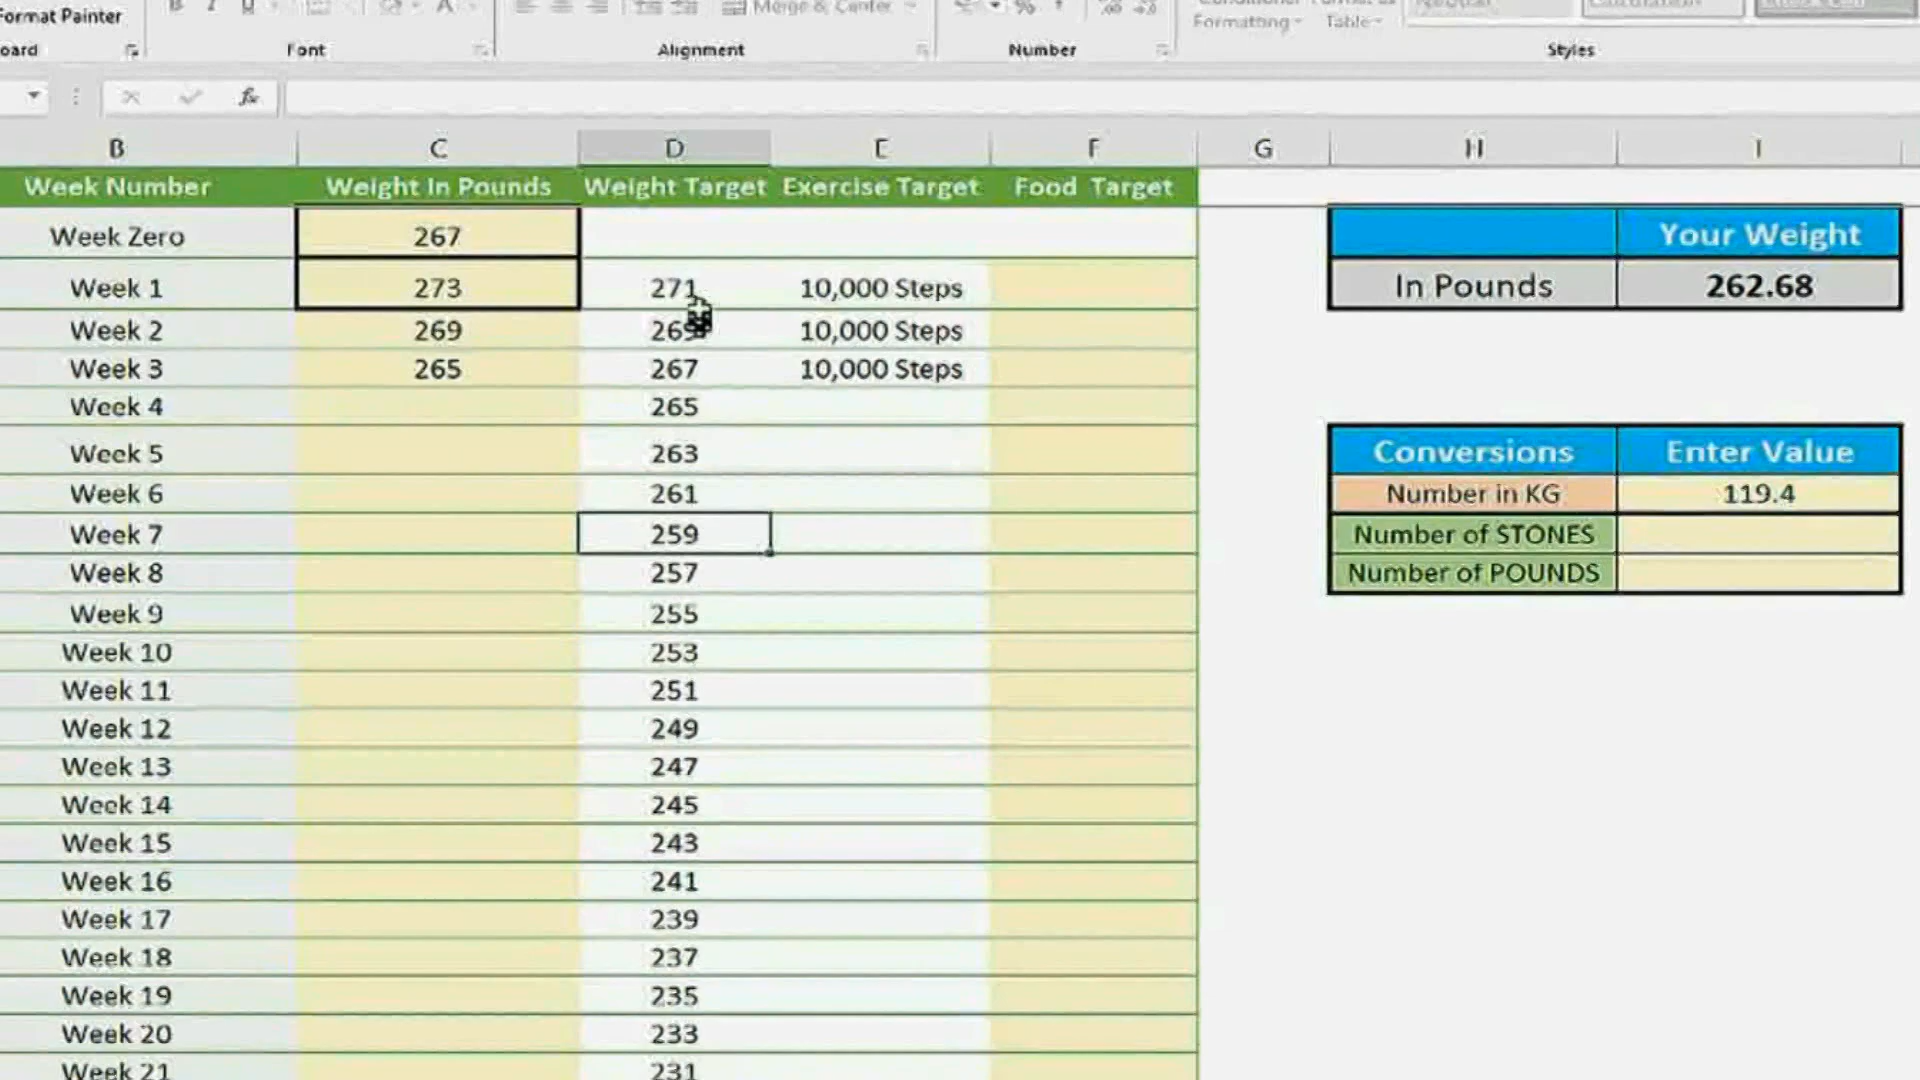 Format Painter
Merge & Center
%
Formatting
Table
oard
Font
Alignment
Number
Styles
fx
B C D E F G H I
Week Number Weight In Pounds Weight Target Exercise Target Food Target
Week Zero 267 Your Weight
Week 1 273 271 10,000 Steps In Pounds 262.68
Week 2 269 269 10,000 Steps
Week 3 265 267 10,000 Steps
Week 4 265
Week 5 263 Conversions Enter Value
Week 6 261 Number in KG 119.4
Week 7 259 Number of STONES
Week 8 257 Number of POUNDS
Week 9 255
Week 10 253
Week 11 251
Week 12 249
Week 13 247
Week 14 245
Week 15 243
Week 16 241
Week 17 239
Week 18 237
Week 19 235
Week 20 233
Week 21 231